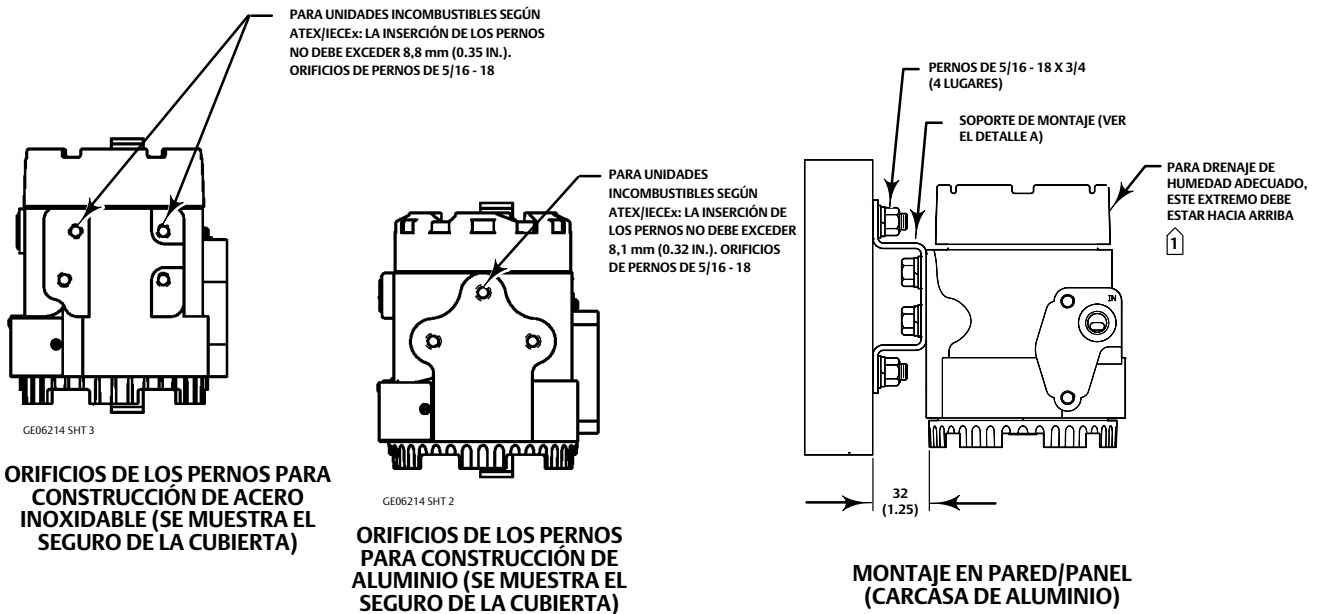 PARA UNIDADES INCOMBUSTIBLES SEGÚN
ATEX/IECEx: LA INSERCIÓN DE LOS PERNOS
NO DEBE EXCEDER 8,8 mm (0.35 IN.).
ORIFICIOS DE PERNOS DE 5/16 - 18
GE06214 SHT 3
ORIFICIOS DE LOS PERNOS PARA
CONSTRUCCIÓN DE ACERO
INOXIDABLE (SE MUESTRA EL
SEGURO DE LA CUBIERTA)
PARA UNIDADES
INCOMBUSTIBLES SEGÚN
ATEX/IECEx: LA INSERCIÓN DE
LOS PERNOS NO DEBE EXCEDER
8,1 mm (0.32 IN.). ORIFICIOS
DE PERNOS DE 5/16 - 18
GE06214 SHT 2
ORIFICIOS DE LOS PERNOS
PARA CONSTRUCCIÓN DE
ALUMINIO (SE MUESTRA EL
SEGURO DE LA CUBIERTA)
PERNOS DE 5/16 - 18 X 3/4
(4 LUGARES)
SOPORTE DE MONTAJE (VER
EL DETALLE A)
PARA DRENAJE DE
HUMEDAD ADECUADO,
ESTE EXTREMO DEBE
ESTAR HACIA ARRIBA
1
IN
32
(1.25)
MONTAJE EN PARED/PANEL
(CARCASA DE ALUMINIO)